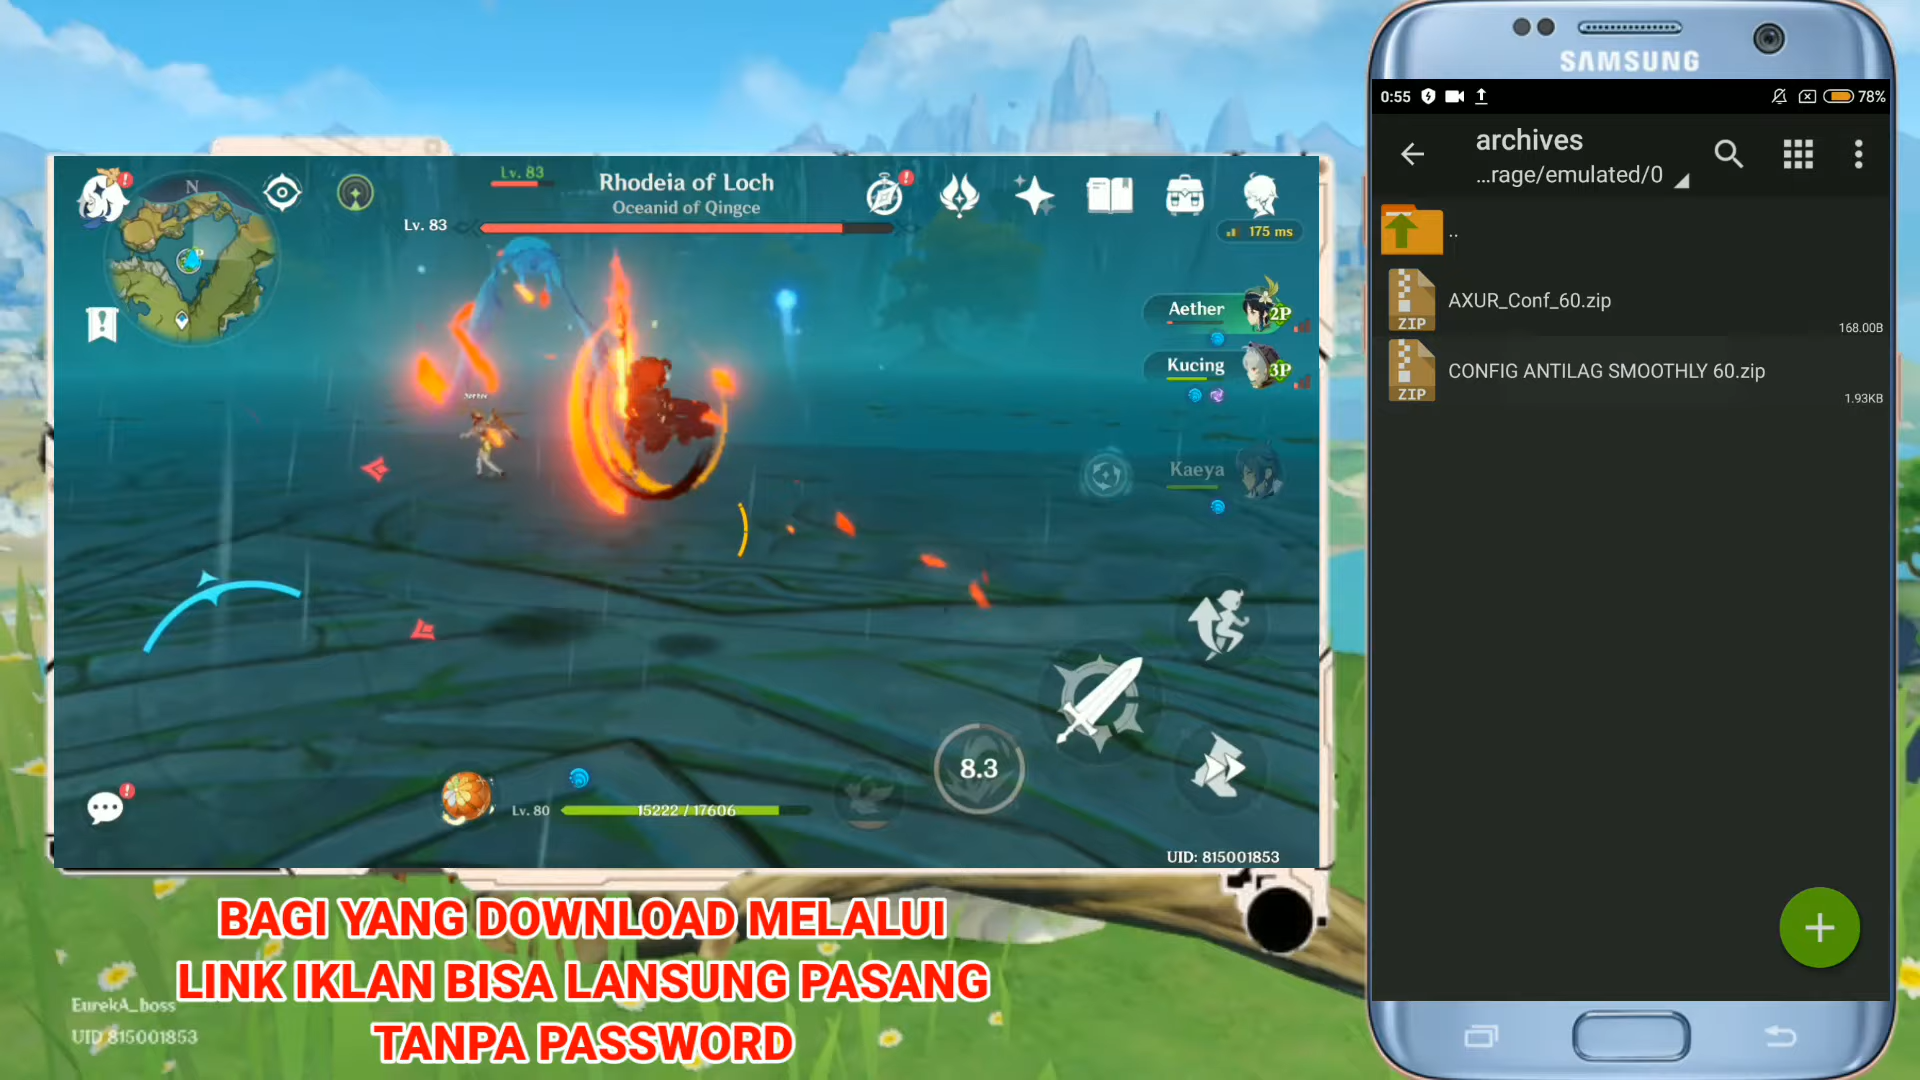 Lv. 83
Rhodeia of Loch
Oceanid of Qingce
Lv. 83
N
175 ms
Aether
2P
Kucing
3P
Kaeya
8.3
Lv. 80
15222 / 17606
UID: 815001853
BAGI YANG DOWNLOAD MELALUI
LINK IKLAN BISA LANSUNG PASANG
TANPA PASSWORD
EurekA_boss
UID 815001853
SAMSUNG
0:55
78%
archives
...rage/emulated/0
..
ZIP
AXUR_Conf_60.zip
168.00B
ZIP
CONFIG ANTILAG SMOOTHLY 60.zip
1.93KB